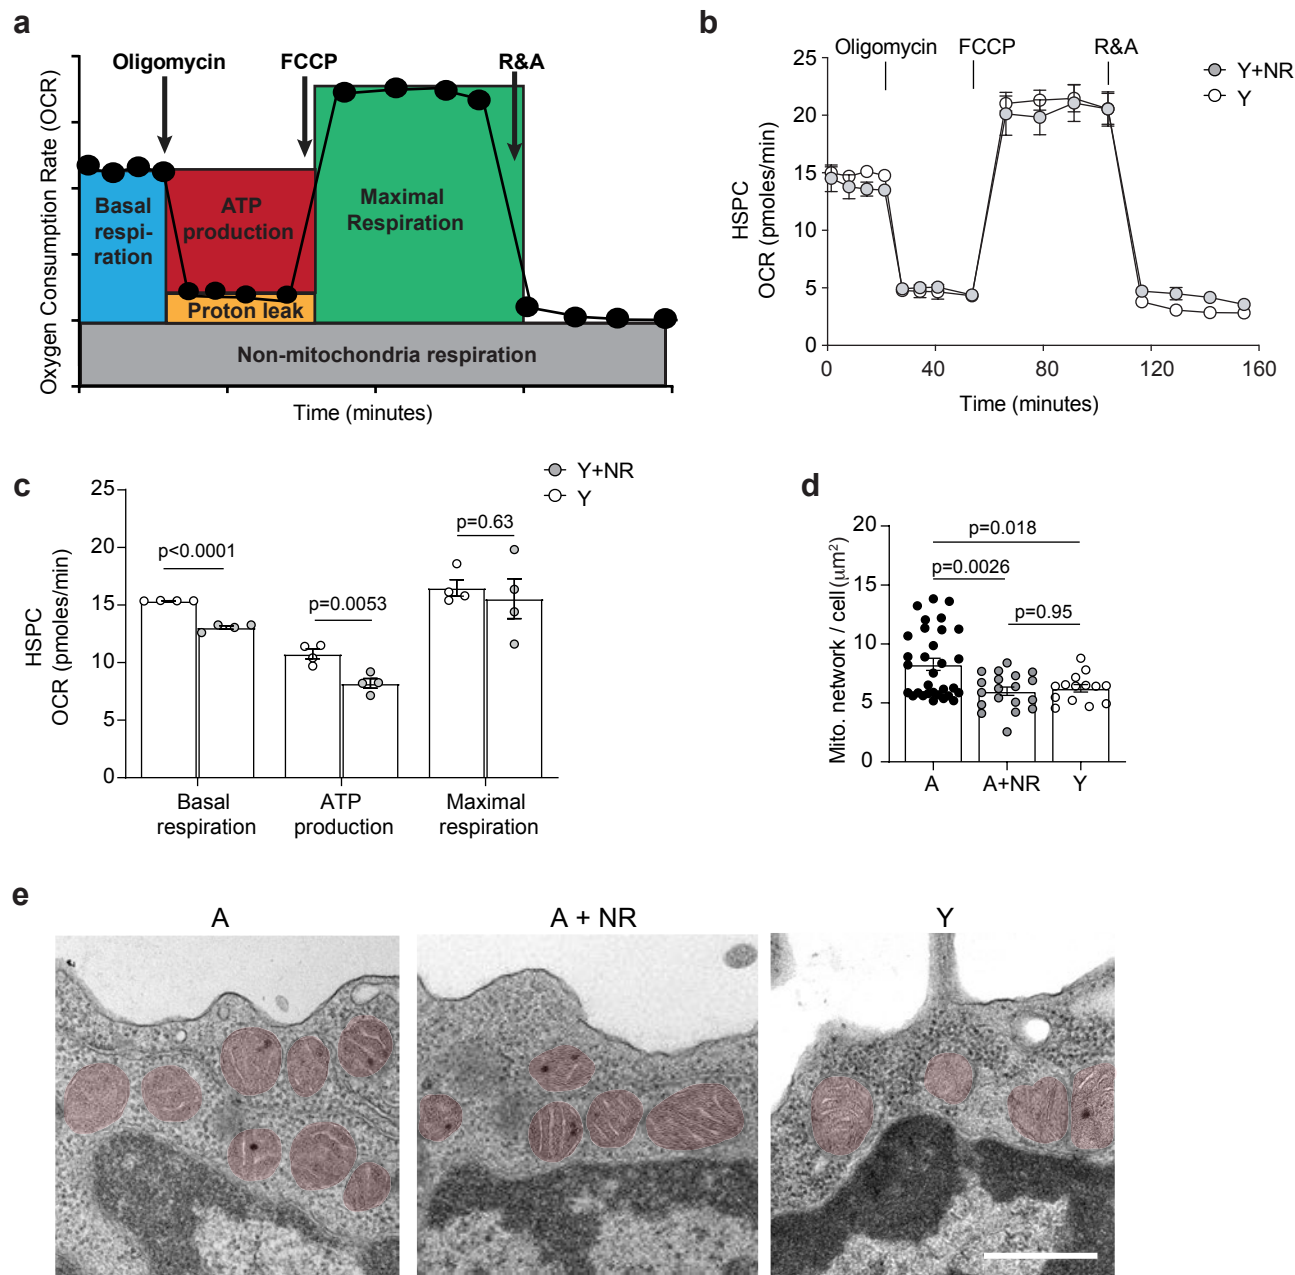 a
Oligomycin
FCCP
R&A
Oxygen Consumption Rate (OCR)
Basal
respi-
ration
ATP
production
Maximal
Respiration
Proton leak
Non-mitochondria respiration
Time (minutes)
b
Oligomycin
FCCP
R&A
Y+NR
Y
HSPC
OCR (pmoles/min)
25
20
15
10
5
0
0
40
80
120
160
Time (minutes)
c
Y+NR
Y
HSPC
OCR (pmoles/min)
25
20
15
10
5
0
p<0.0001
p=0.0053
p=0.63
Basal
respiration
ATP
production
Maximal
respiration
d
Mito. network / cell (μm²)
20
15
10
5
0
p=0.018
p=0.0026
p=0.95
A
A+NR
Y
e
A
A + NR
Y